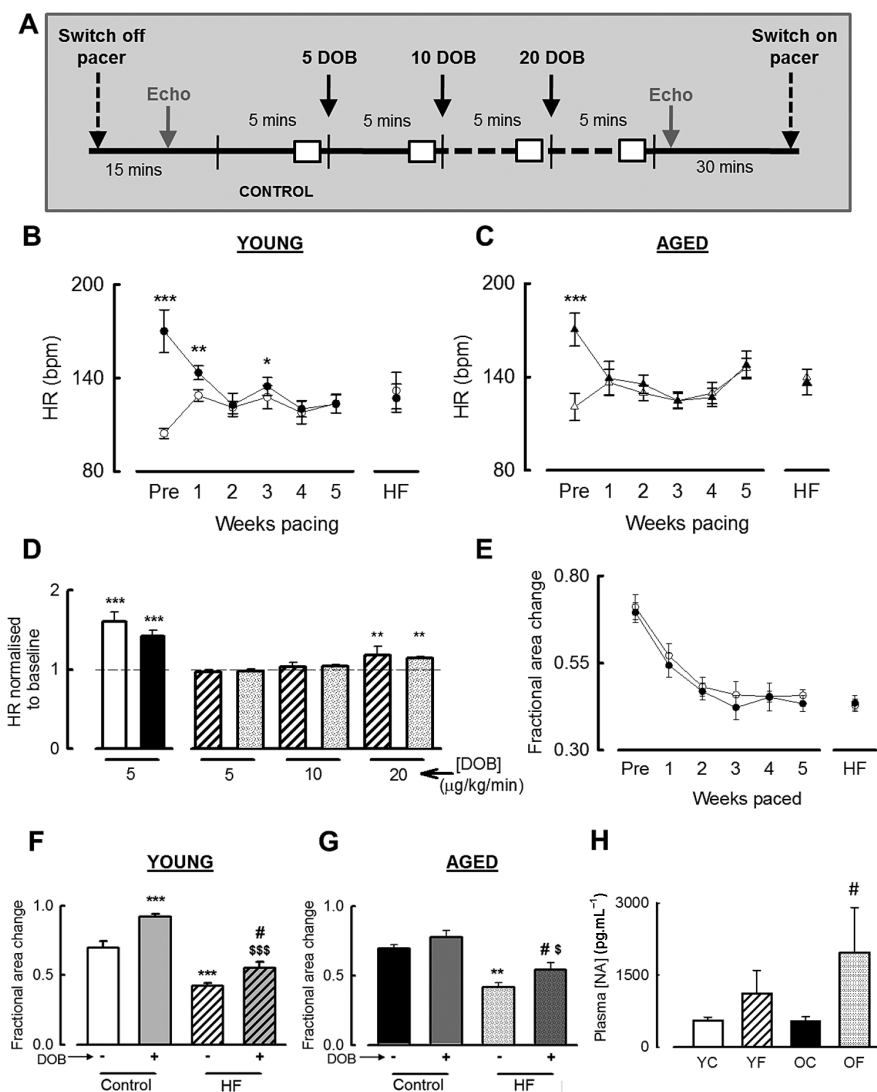 A
Switch off
pacer
Echo
5 DOB
10 DOB
20 DOB
Echo
Switch on
pacer
5 mins
5 mins
5 mins
5 mins
15 mins
CONTROL
30 mins
B
YOUNG
200
140
80
HR (bpm)
***
**
*
Pre 1 2 3 4 5 HF
Weeks pacing
C
AGED
200
140
80
HR (bpm)
***
Pre 1 2 3 4 5 HF
Weeks pacing
D
2
1
0
HR normalised
to baseline
*** *** ** **
5 5 10 20
[DOB]
(μg/kg/min)
E
0.80
0.55
0.30
Fractional area change
Pre 1 2 3 4 5 HF
Weeks paced
F
YOUNG
1.0
0.5
0.0
Fractional area change
***
***
#
$$$
DOB - + - +
Control HF
G
AGED
1.0
0.5
0.0
Fractional area change
**
# $
DOB - + - +
Control HF
H
3000
1500
0
Plasma [NA] (pg.mL⁻¹)
#
YC YF OC OF